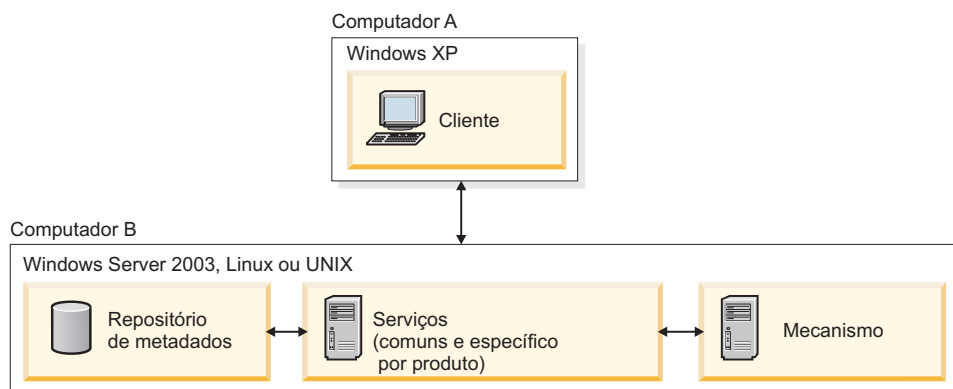 Computador A
Windows XP
Cliente
Computador B
Windows Server 2003, Linux ou UNIX
Repositório
de metadados
Serviços
(comuns e específico
por produto)
Mecanismo